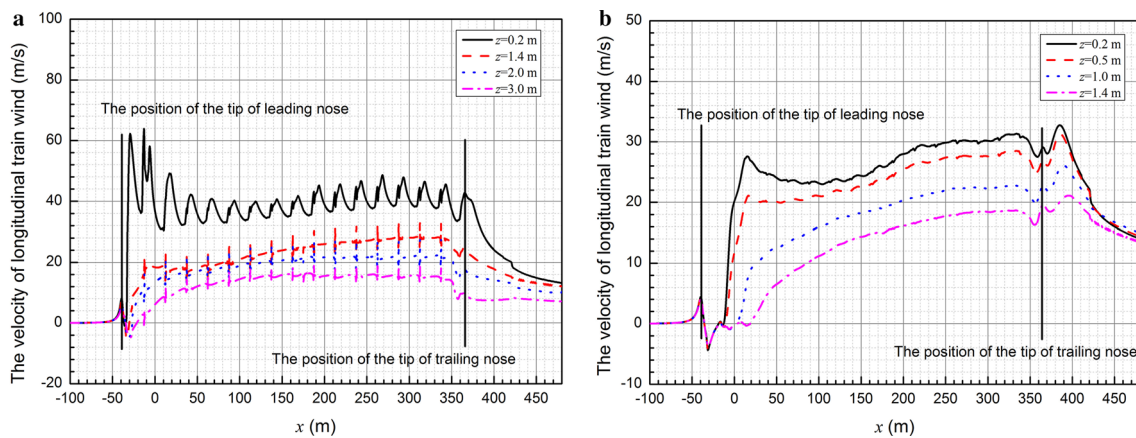 a
The velocity of longitudinal train wind (m/s)
100
80
60
40
20
0
-20
z=0.2 m
z=1.4 m
z=2.0 m
z=3.0 m
The position of the tip of leading nose
The position of the tip of trailing nose
-100 -50 0 50 100 150 200 250 300 350 400 450
x (m)
b
The velocity of longitudinal train wind (m/s)
50
40
30
20
10
0
-10
z=0.2 m
z=0.5 m
z=1.0 m
z=1.4 m
The position of the tip of leading nose
The position of the tip of trailing nose
-100 -50 0 50 100 150 200 250 300 350 400 450
x (m)